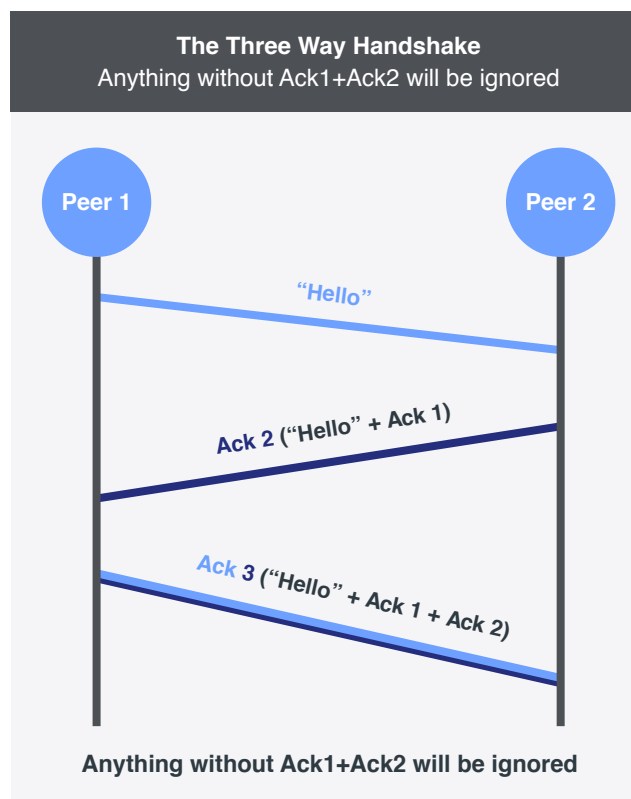 The Three Way Handshake
Anything without Ack1+Ack2 will be ignored
Peer 1
Peer 2
“Hello”
Ack 2 (“Hello” + Ack 1)
Ack 3 (“Hello” + Ack 1 + Ack 2)
Anything without Ack1+Ack2 will be ignored